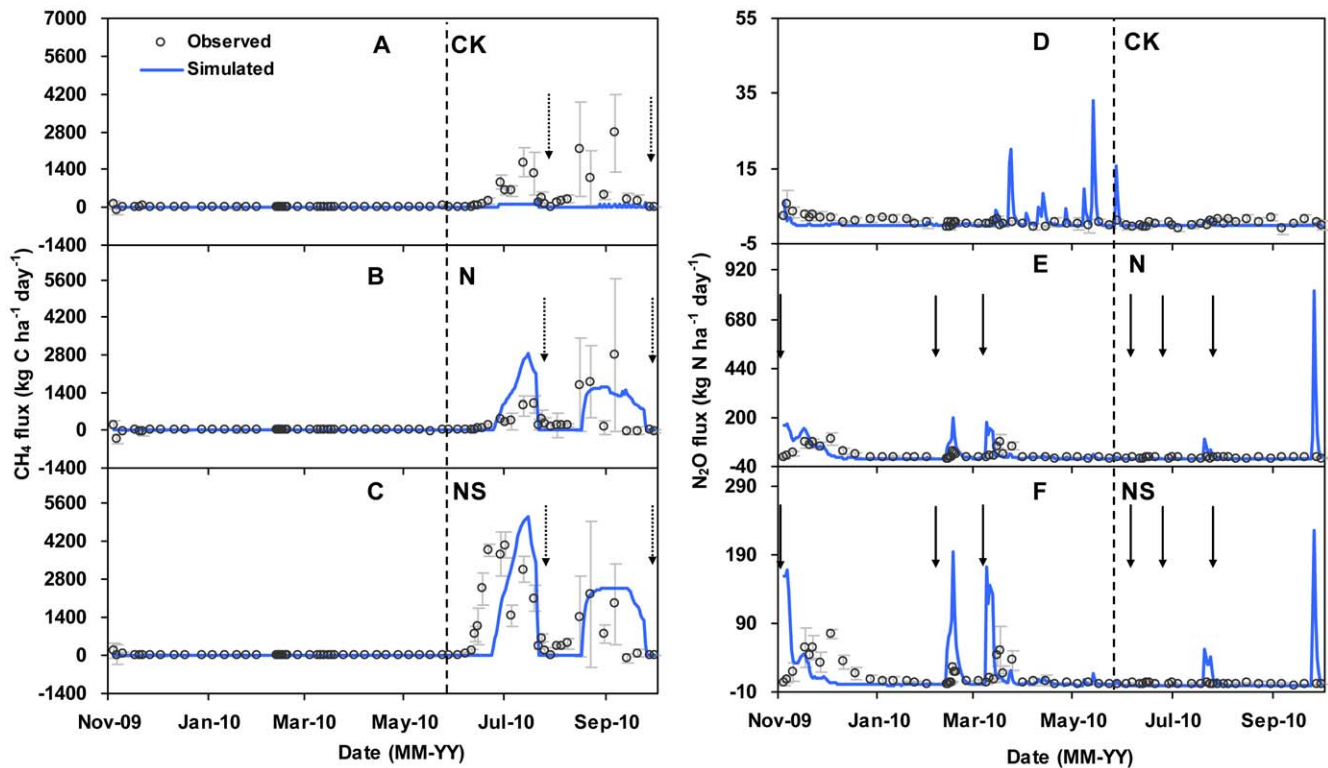 7000
5600
4200
2800
1400
0
-1400
Observed
Simulated
A CK
5600
4200
2800
1400
0
-1400
B N
5600
4200
2800
1400
0
-1400
C NS
CH₄ flux (kg C ha⁻¹ day⁻¹)
Nov-09 Jan-10 Mar-10 May-10 Jul-10 Sep-10
Date (MM-YY)
55
35
15
-5
D CK
920
680
440
200
-40
E N
290
190
90
-10
F NS
N₂O flux (kg N ha⁻¹ day⁻¹)
Nov-09 Jan-10 Mar-10 May-10 Jul-10 Sep-10
Date (MM-YY)